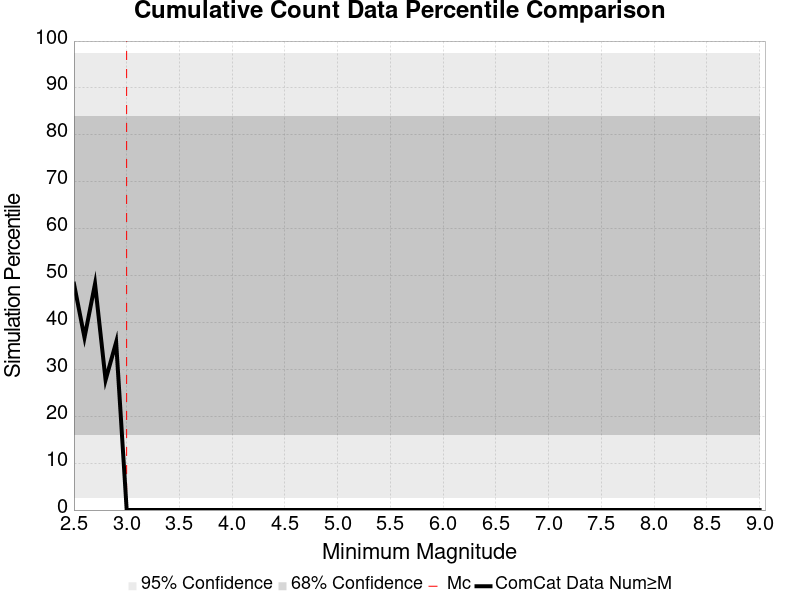 Cumulative Count Data Percentile Comparison
100
90
80
70
60
50
40
30
20
10
0
Simulation Percentile
2.5 3.0 3.5 4.0 4.5 5.0 5.5 6.0 6.5 7.0 7.5 8.0 8.5 9.0
Minimum Magnitude
95% Confidence 68% Confidence Mc ComCat Data Num≥M